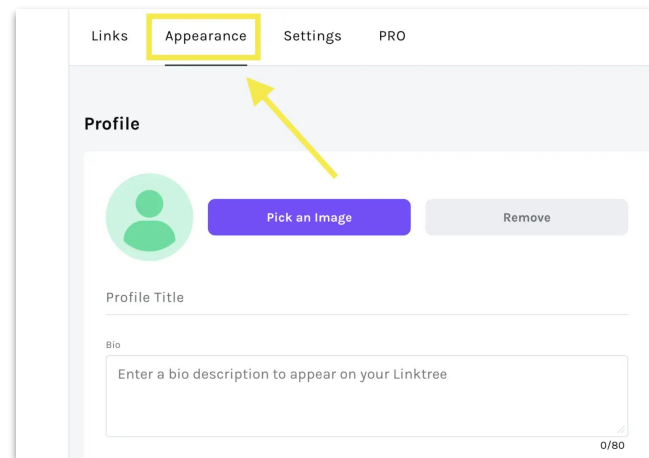 Links Appearance Settings PRO
Profile
Pick an Image Remove
Profile Title
Bio
Enter a bio description to appear on your Linktree
0/80